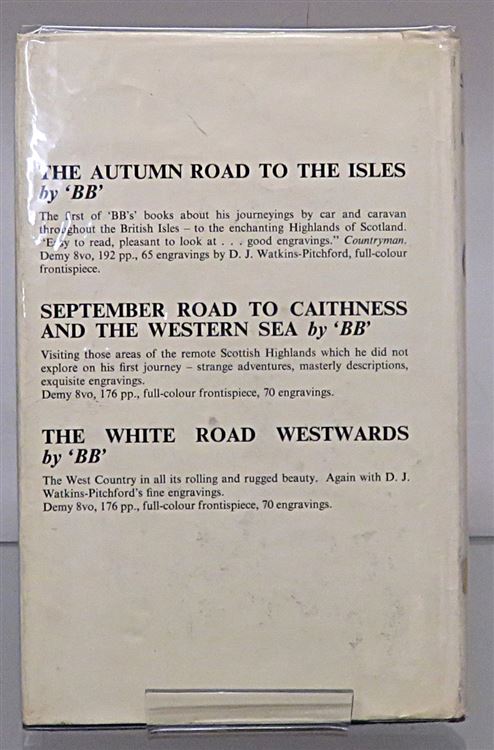 THE AUTUMN ROAD TO THE ISLES
by ‘BB’
The first of ‘BB’s’ books about his journeyings by car and caravan
throughout the British Isles – to the enchanting Highlands of Scotland.
“Easy to read, pleasant to look at . . . good engravings.” Countryman.
Demy 8vo, 192 pp., 65 engravings by D. J. Watkins-Pitchford, full-colour
frontispiece.
SEPTEMBER ROAD TO CAITHNESS
AND THE WESTERN SEA by ‘BB’
Visiting those areas of the remote Scottish Highlands which he did not
explore on his first journey – strange adventures, masterly descriptions,
exquisite engravings.
Demy 8vo, 176 pp., full-colour frontispiece, 70 engravings.
THE WHITE ROAD WESTWARDS
by ‘BB’
The West Country in all its rolling and rugged beauty. Again with D. J.
Watkins-Pitchford’s fine engravings.
Demy 8vo, 176 pp., full-colour frontispiece, 70 engravings.